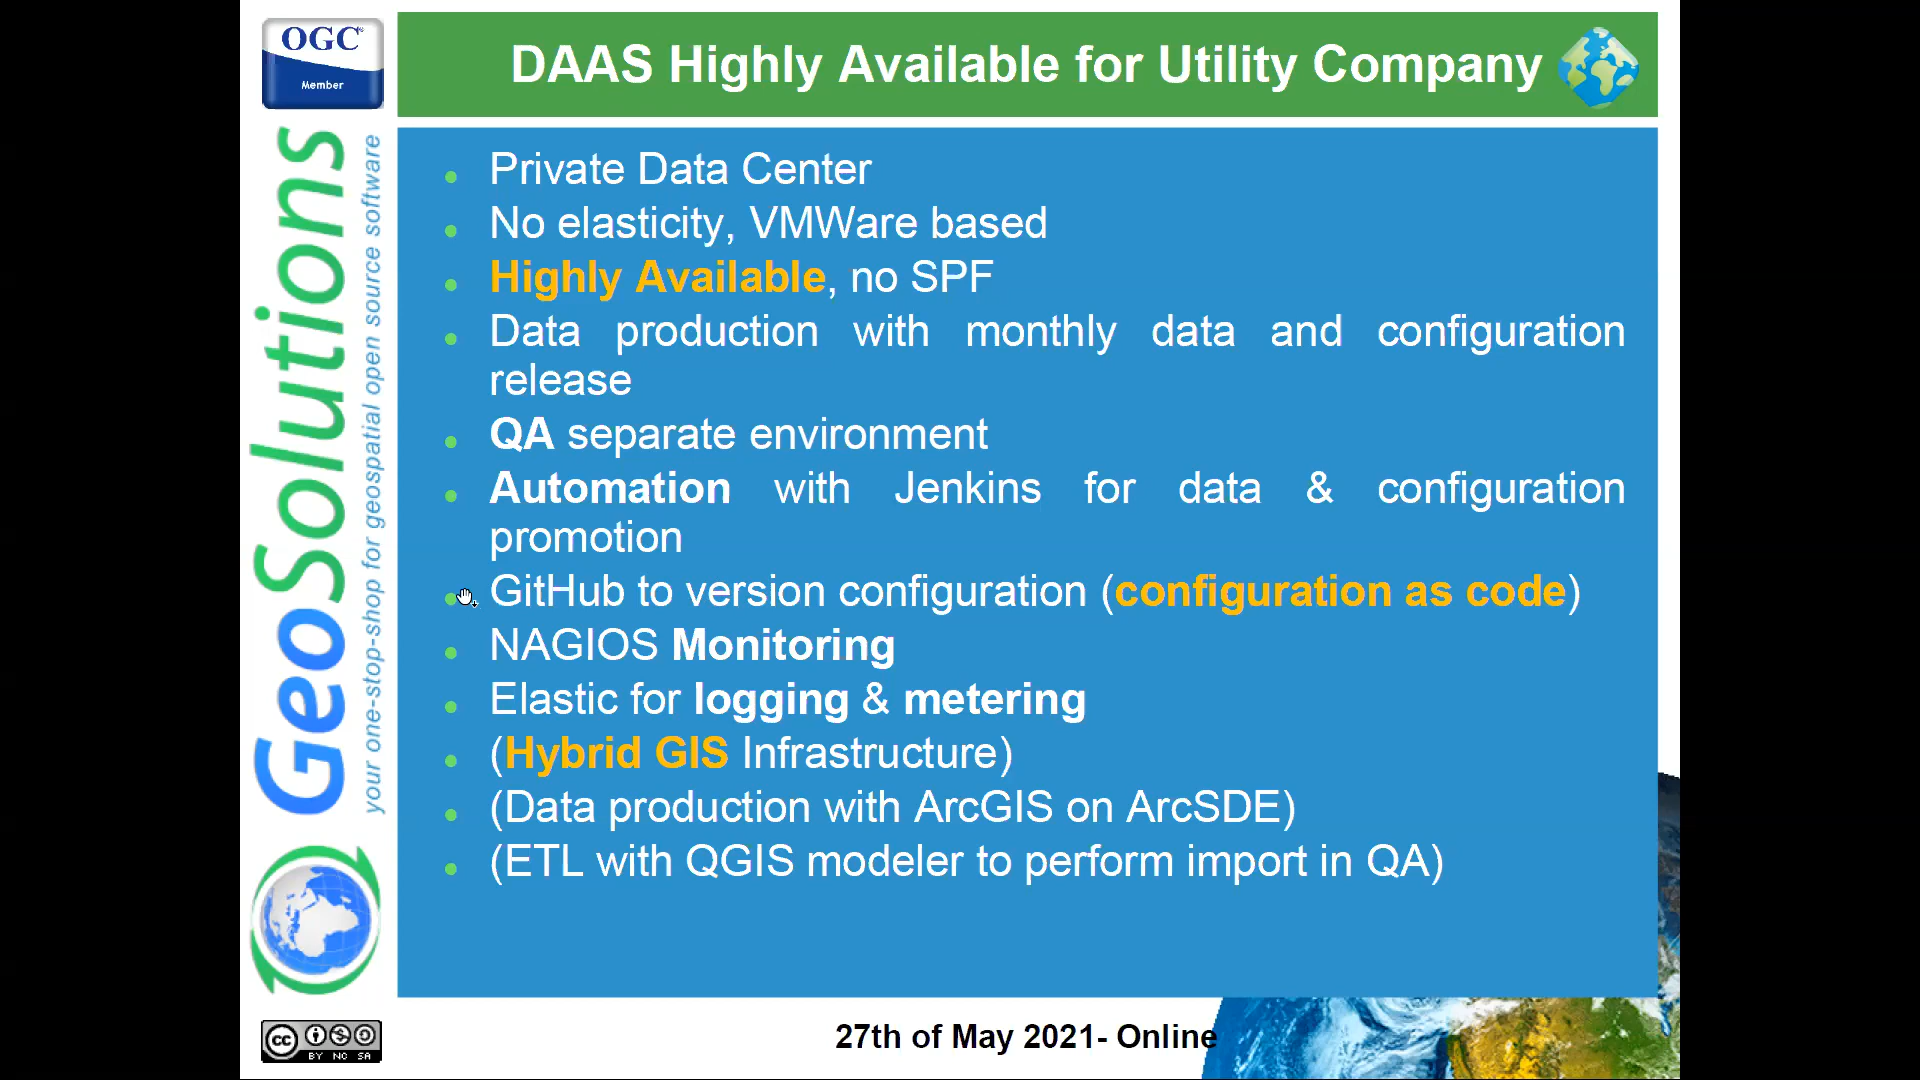 OGC®
Member
DAAS Highly Available for Utility Company
GeoSolutions
your one-stop-shop for geospatial open source software
Private Data Center
No elasticity, VMWare based
Highly Available, no SPF
Data production with monthly data and configuration
release
QA separate environment
Automation with Jenkins for data & configuration
promotion
GitHub to version configuration (configuration as code)
NAGIOS Monitoring
Elastic for logging & metering
(Hybrid GIS Infrastructure)
(Data production with ArcGIS on ArcSDE)
(ETL with QGIS modeler to perform import in QA)
cc
BY NC SA
27th of May 2021- Online